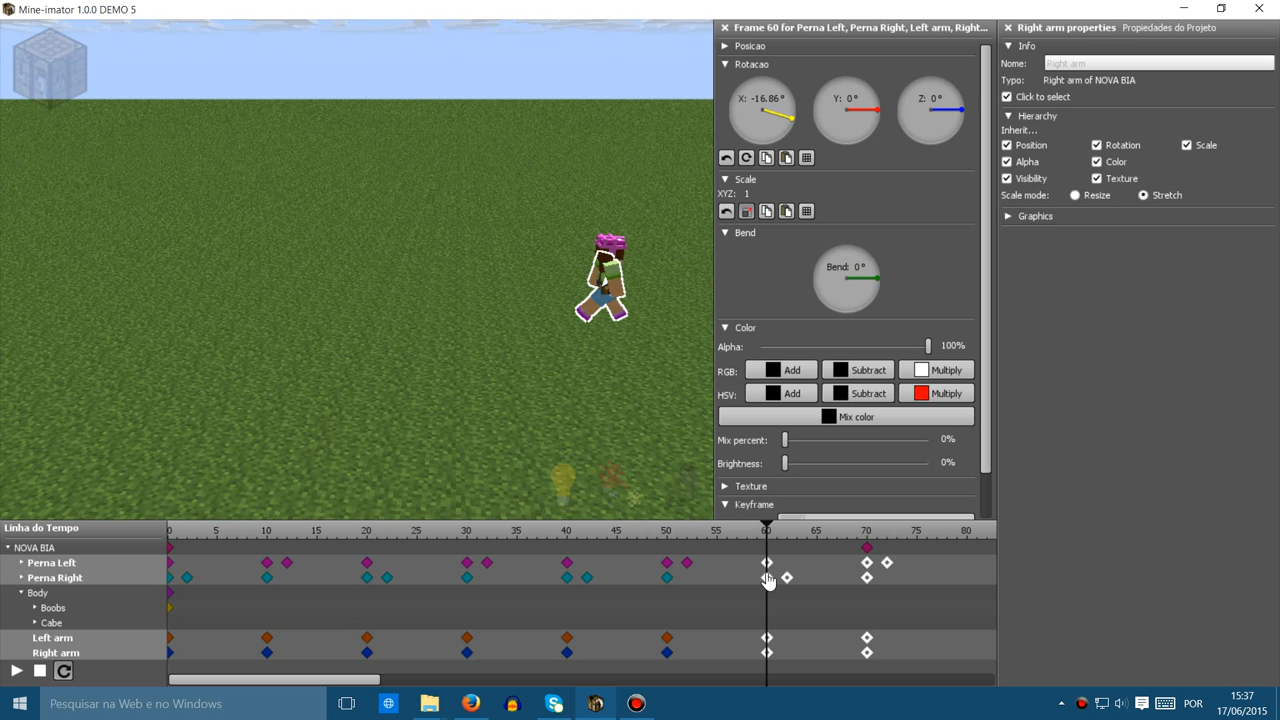 Mine-imator 1.0.0 DEMO 5
Frame 60 for Perna Left, Perna Right, Left arm, Right...
Posicao
Rotacao
X: -16.86°
Y: 0°
Z: 0°
Scale
XYZ: 1
Bend
Bend: 0°
Color
Alpha: 100%
RGB: Add Subtract Multiply
HSV: Add Subtract Multiply
Mix color
Mix percent: 0%
Brightness: 0%
Texture
Keyframe
Right arm properties Propiedades do Projeto
Info
Nome: Right arm
Typo: Right arm of NOVA BIA
Click to select
Hierarchy
Inherit...
Position Rotation Scale
Alpha Color
Visibility Texture
Scale mode: Resize Stretch
Graphics
Linha do Tempo
0 5 10 15 20 25 30 35 40 45 50 55 60 65 70 75 80
NOVA BIA
Perna Left
Perna Right
Body
Boobs
Cabe
Left arm
Right arm
Pesquisar na Web e no Windows
POR
15:37
17/06/2015